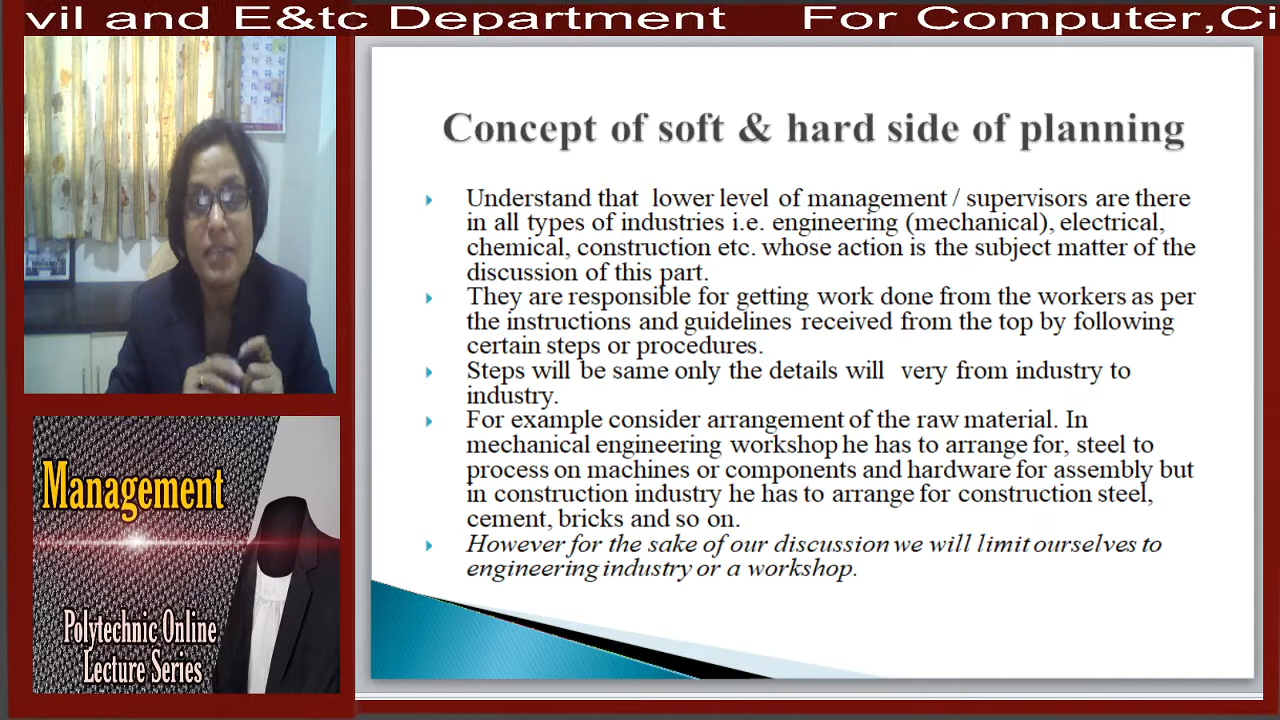 vil and E&tc Department For Computer,Ci
Concept of soft & hard side of planning
Understand that lower level of management / supervisors are there
in all types of industries i.e. engineering (mechanical), electrical,
chemical, construction etc. whose action is the subject matter of the
discussion of this part.
They are responsible for getting work done from the workers as per
the instructions and guidelines received from the top by following
certain steps or procedures.
Steps will be same only the details will very from industry to
industry.
For example consider arrangement of the raw material. In
mechanical engineering workshop he has to arrange for, steel to
process on machines or components and hardware for assembly but
in construction industry he has to arrange for construction steel,
cement, bricks and so on.
However for the sake of our discussion we will limit ourselves to
engineering industry or a workshop.
Management
Polytechnic Online
Lecture Series